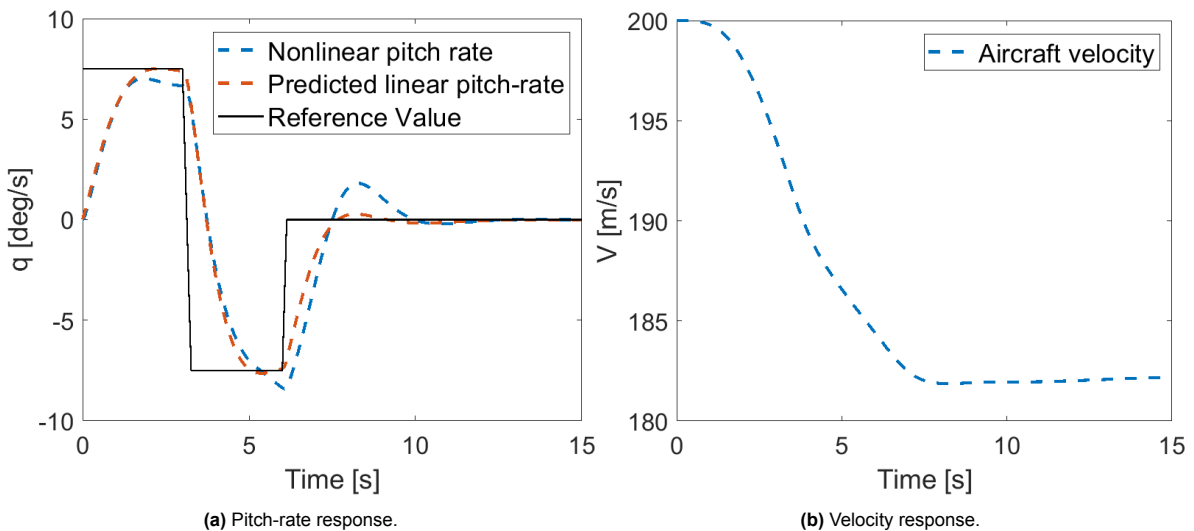 10
5
0
-5
-10
q [deg/s]
Nonlinear pitch rate
Predicted linear pitch-rate
Reference Value
0
5
10
15
Time [s]
(a) Pitch-rate response.
200
195
190
185
180
V [m/s]
Aircraft velocity
0
5
10
15
Time [s]
(b) Velocity response.